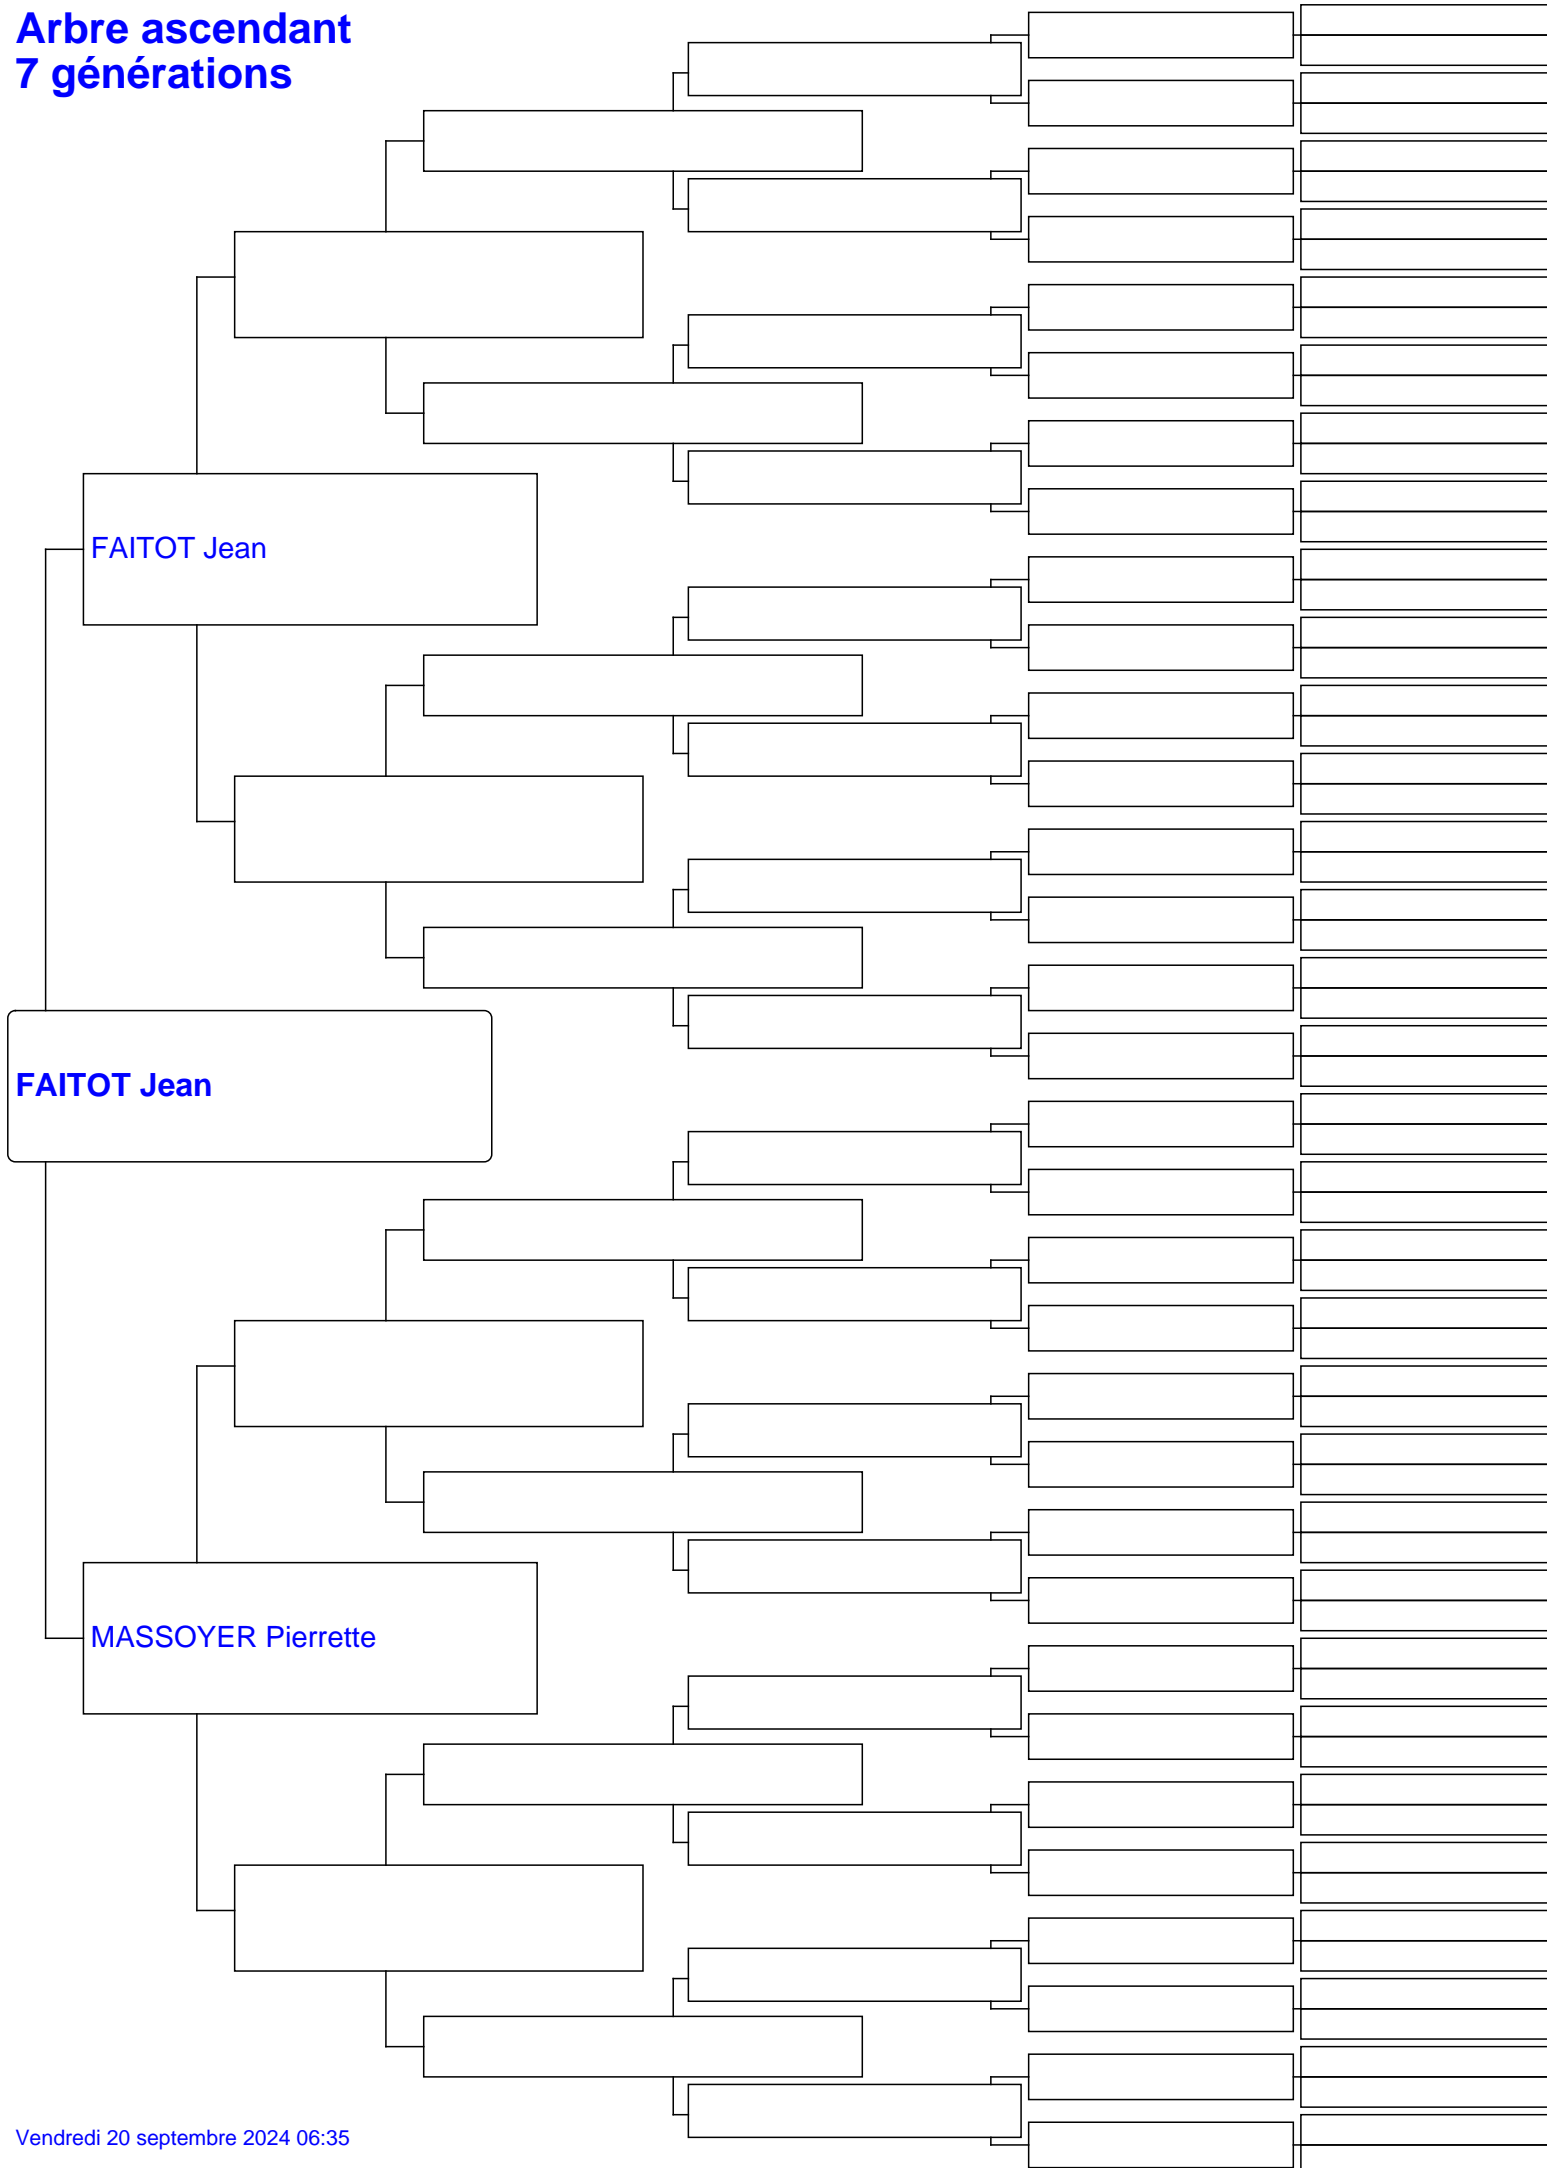 Arbre ascendant
7 générations
FAITOT Jean
FAITOT Jean
MASSOYER Pierrette
Vendredi 20 septembre 2024 06:35